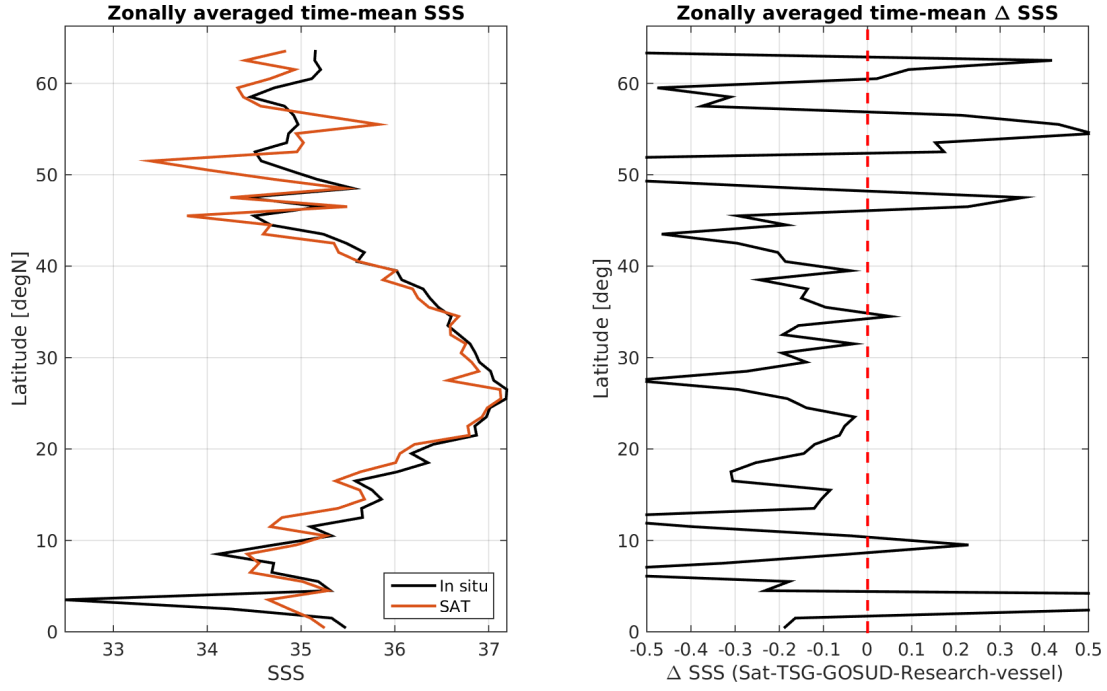 Zonally averaged time-mean SSS
Latitude [degN]
60
50
40
30
20
10
0
33
34
35
36
37
SSS
In situ
SAT
Zonally averaged time-mean Δ SSS
Latitude [deg]
60
50
40
30
20
10
0
-0.5 -0.4 -0.3 -0.2 -0.1 0 0.1 0.2 0.3 0.4 0.5
Δ SSS (Sat-TSG-GOSUD-Research-vessel)